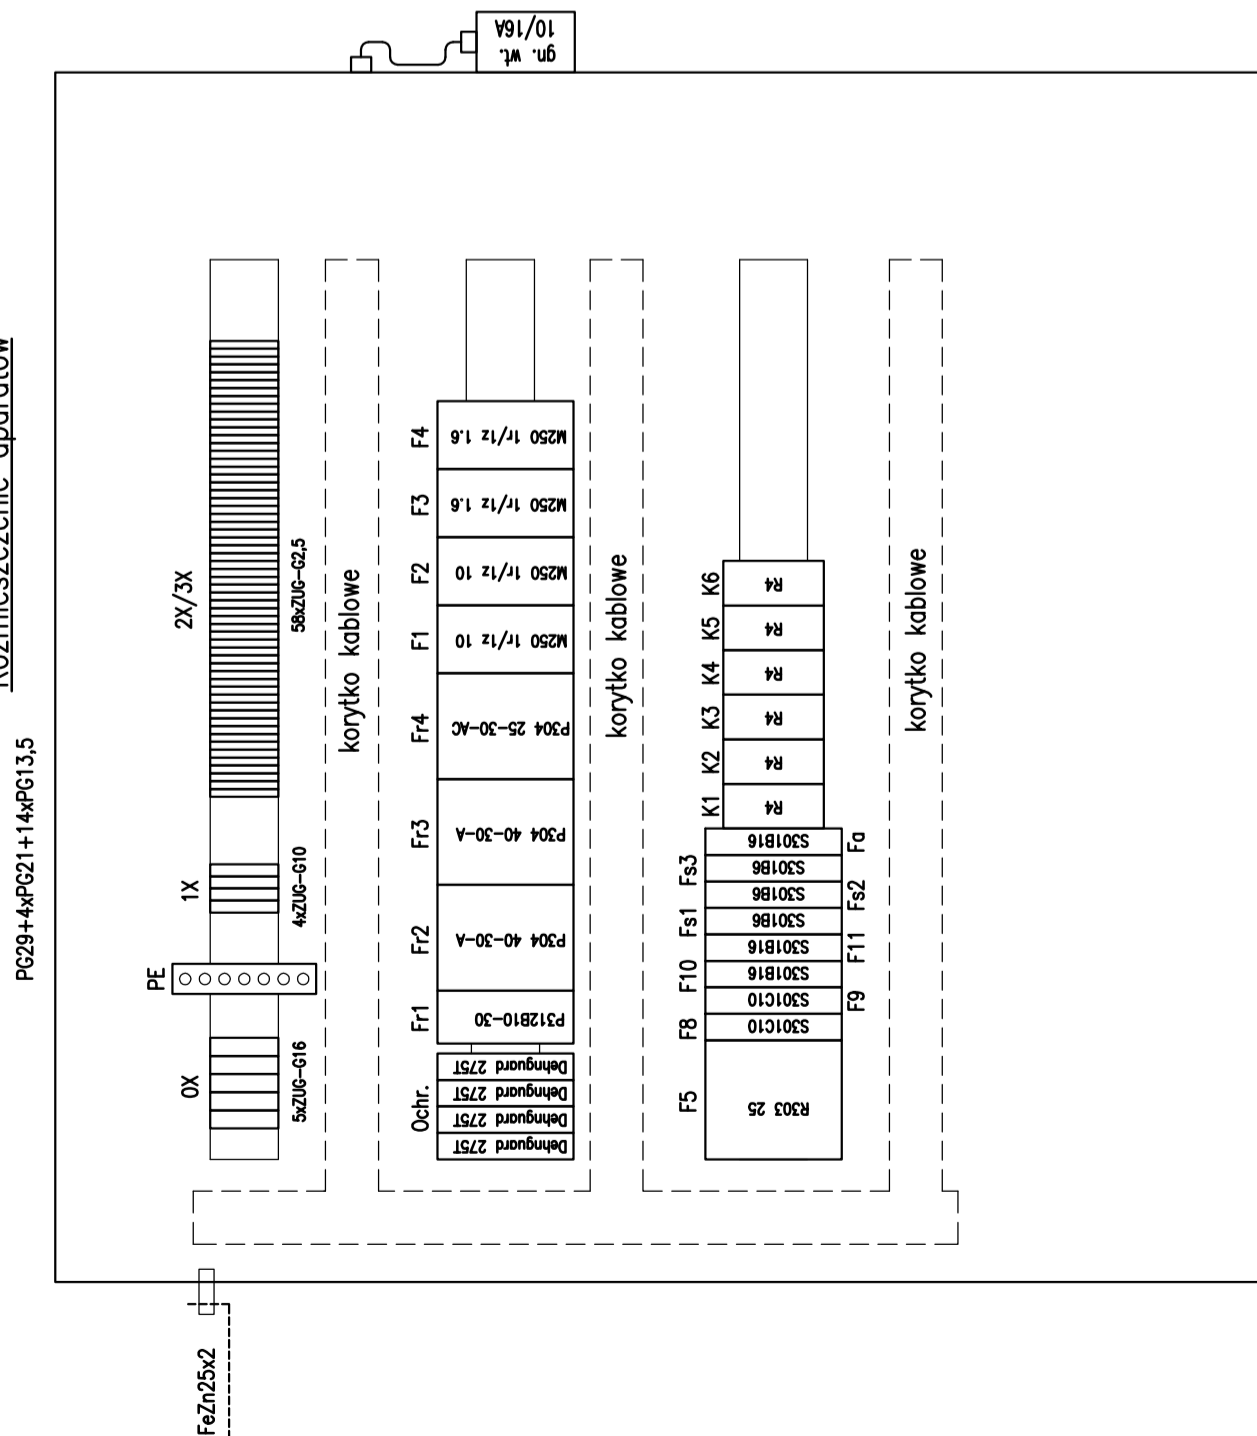 gn. wt.
10/16A
Rozmieszczenie aparatów
PG29+4xPG21+14xPG13,5
2X/3X
58xZUG-G2,5
1X
4xZUG-G10
PE
0X
5xZUG-G16
korytko kablowe
F4
M250 1r/1z 1.6
F3
M250 1r/1z 1.6
F2
M250 1r/1z 10
F1
M250 1r/1z 10
Fr4
P304 25-30-AC
Fr3
P304 40-30-A
Fr2
P304 40-30-A
Fr1
P312B10-30
Ochr.
Dehnguard 275T
Dehnguard 275T
Dehnguard 275T
Dehnguard 275T
korytko kablowe
K6
R4
K5
R4
K4
R4
K3
R4
K2
R4
K1
R4
S301B16
Fa
Fs3
S301B6
S301B6
Fs2
Fs1
S301B6
S301B16
F11
F10
S301B16
S301C10
F9
F8
S301C10
F5
R303 25
korytko kablowe
FeZn25x2